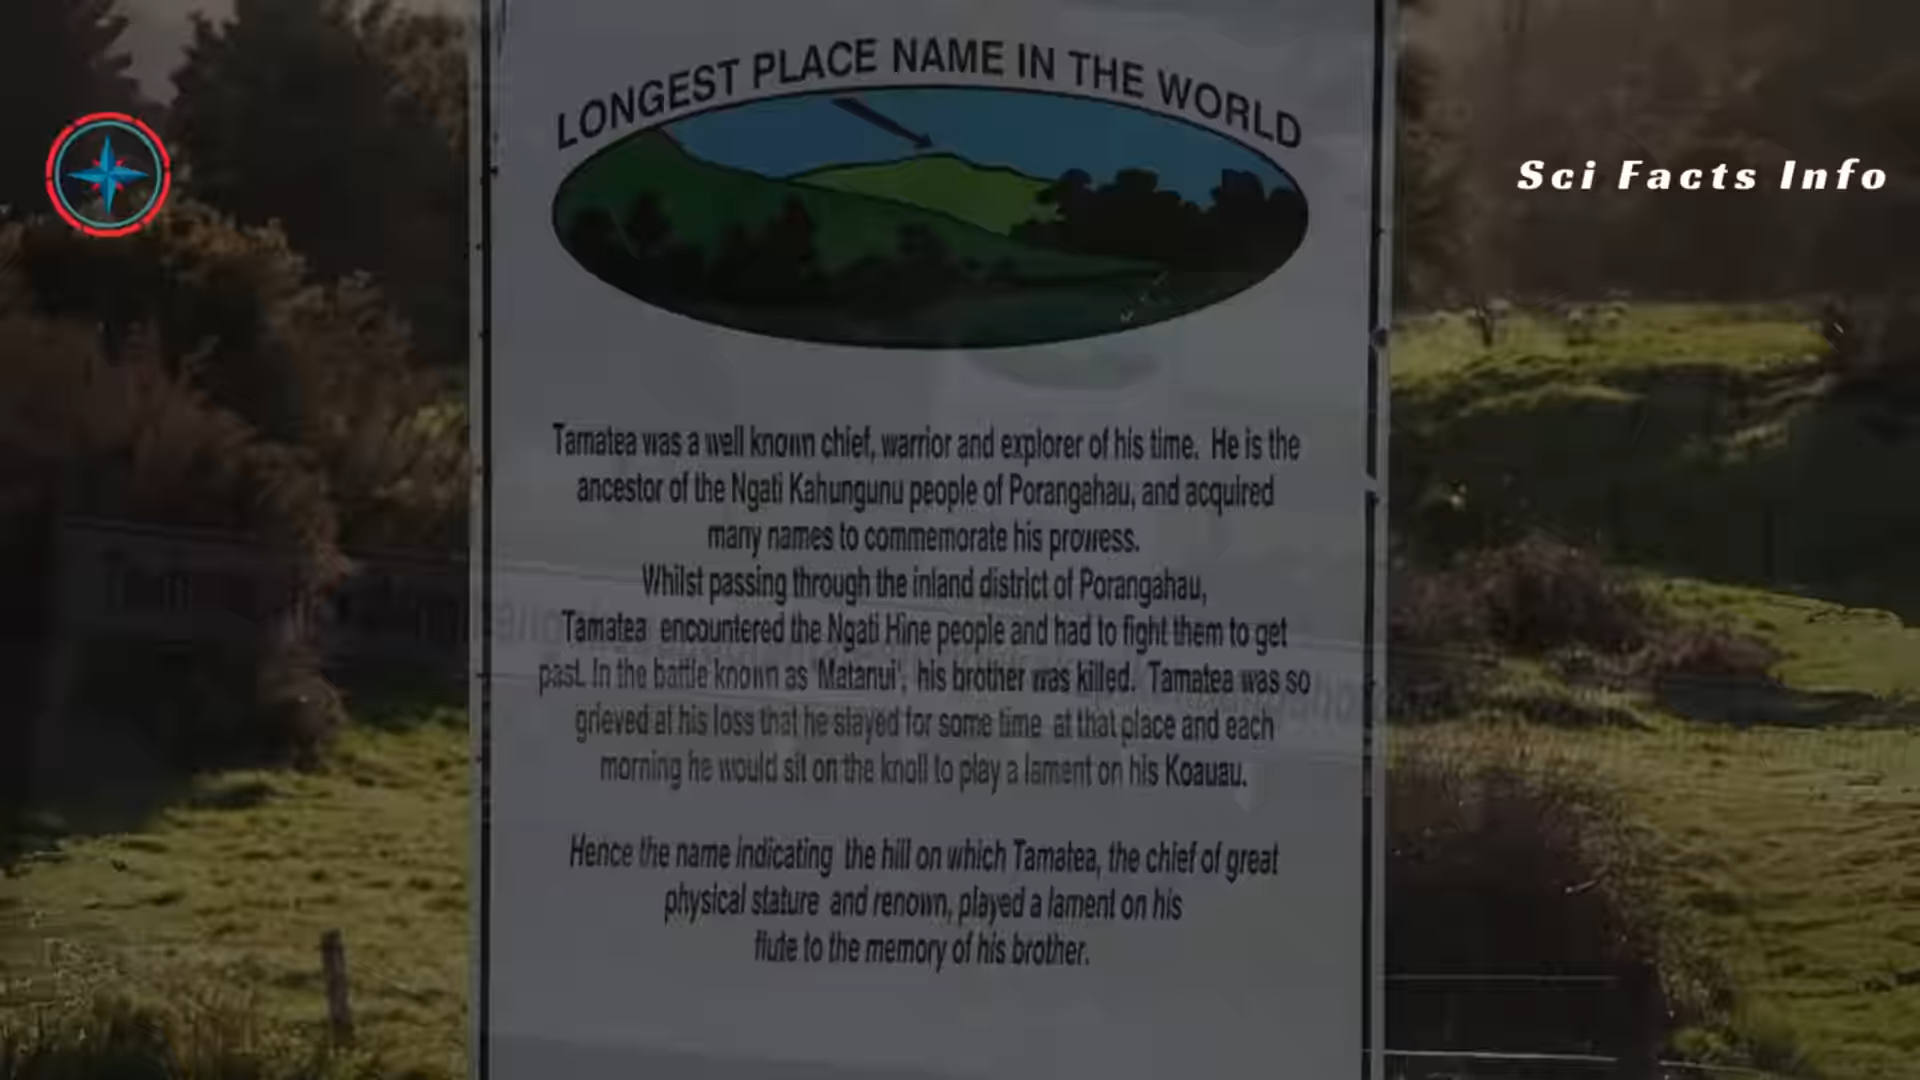 LONGEST PLACE NAME IN THE WORLD
Sci Facts Info
Tamatea was a well known chief, warrior and explorer of his time. He is the
ancestor of the Ngati Kahungunu people of Porangahau, and acquired
many names to commemorate his prowess.
Whilst passing through the inland district of Porangahau,
Tamatea encountered the Ngati Hine people and had to fight them to get
past. In the battle known as 'Matanui', his brother was killed. Tamatea was so
grieved at his loss that he stayed for some time at that place and each
morning he would sit on the knoll to play a lament on his Koauau.
Hence the name indicating the hill on which Tamatea, the chief of great
physical stature and renown, played a lament on his
flute to the memory of his brother.